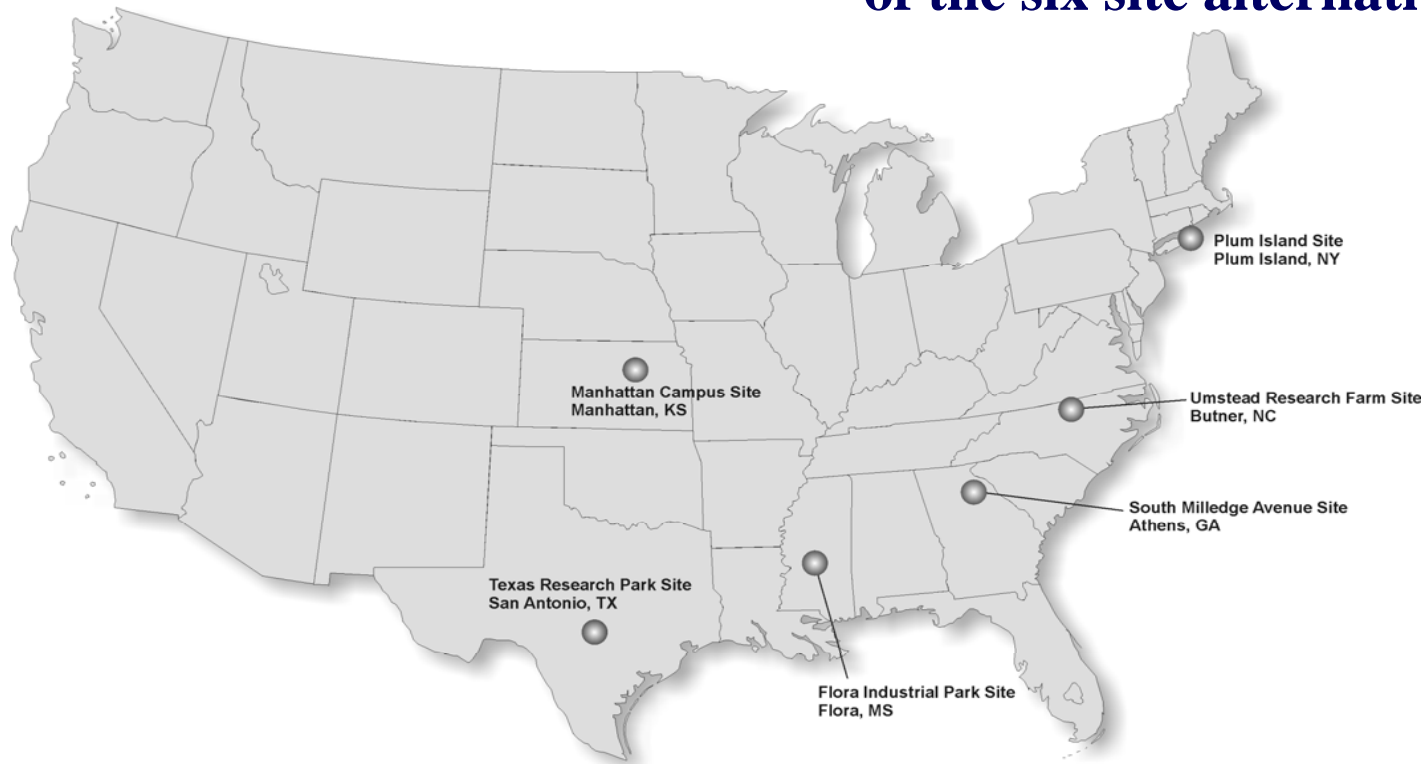 of the six site alternati
Plum Island Site
Plum Island, NY
Manhattan Campus Site
Manhattan, KS
Umstead Research Farm Site
Butner, NC
South Milledge Avenue Site
Athens, GA
Texas Research Park Site
San Antonio, TX
Flora Industrial Park Site
Flora, MS